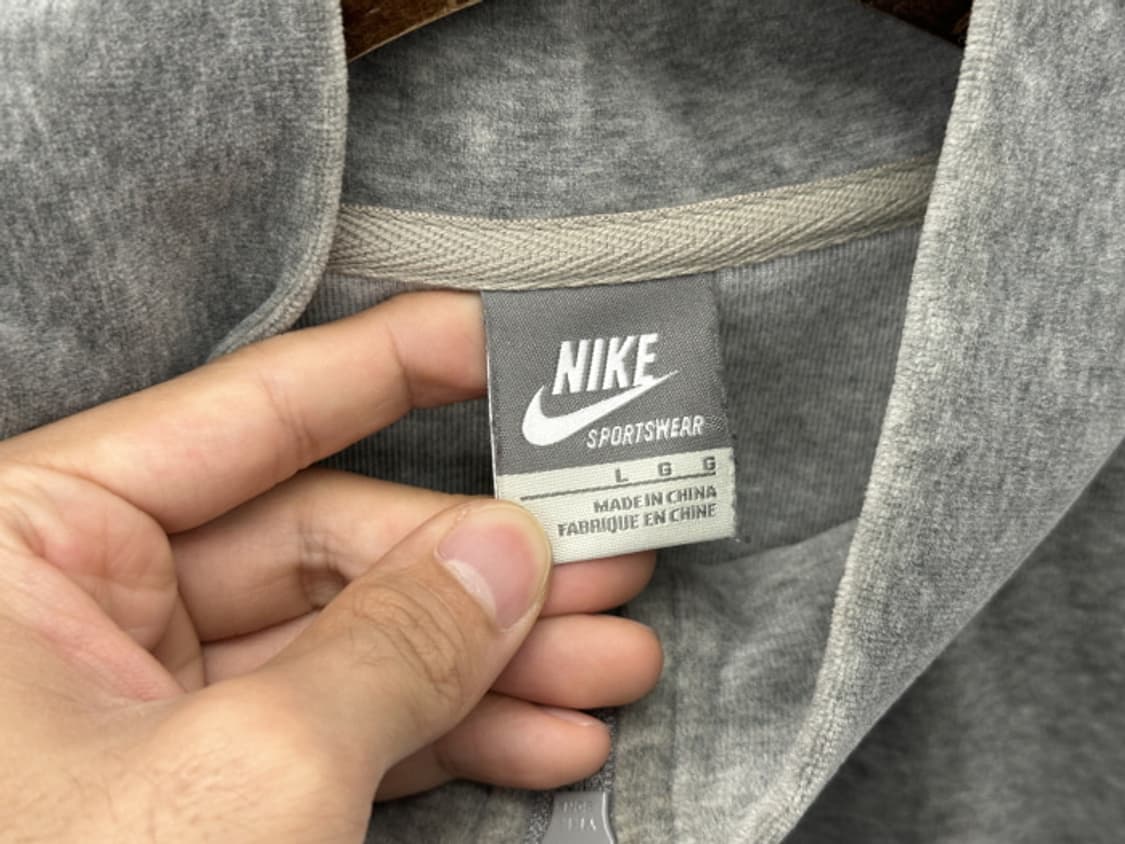 NIKE
SPORTSWEAR
L G G
MADE IN CHINA
FABRIQUE EN CHINE